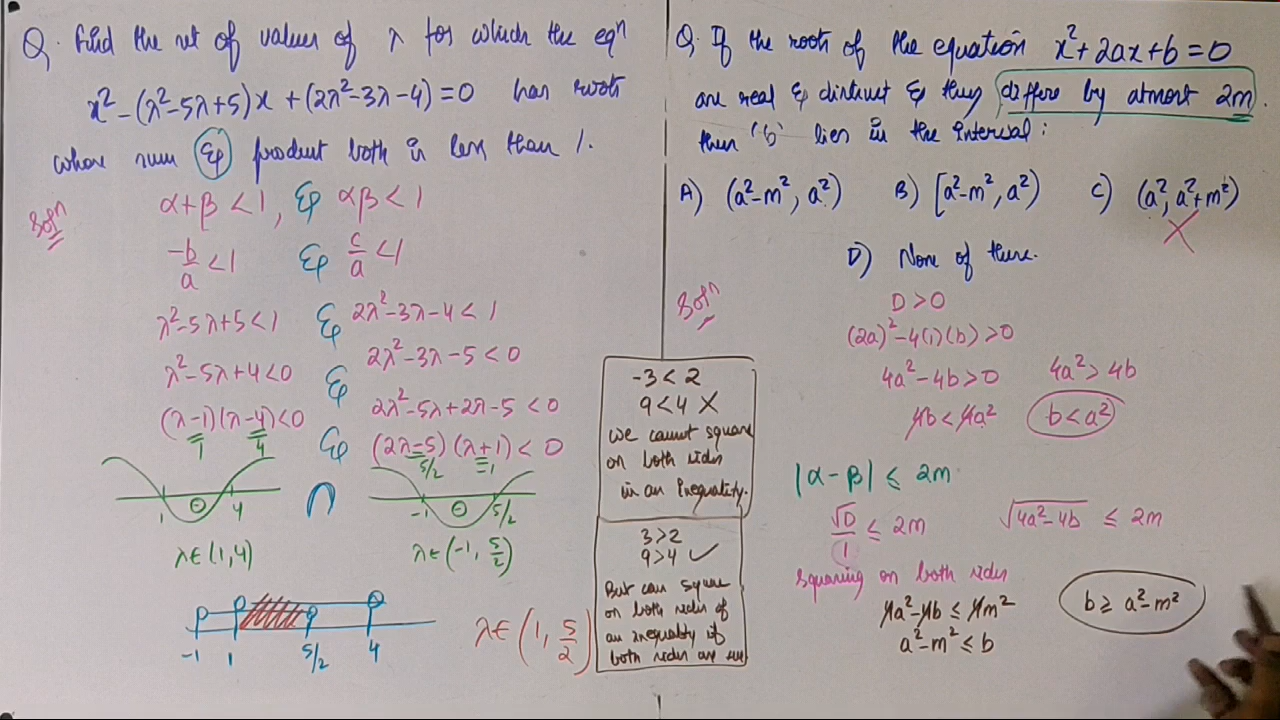 Q. Find the set of values of λ for which the eqⁿ
x²-(λ²-5λ+5)x+(2λ²-3λ-4)=0 has roots
whose sum & product both is less than 1.
Solⁿ
α+β<1, & αβ<1
-b/a <1 & c/a <1
λ²-5λ+5<1 & 2λ²-3λ-4<1
λ²-5λ+4<0 & 2λ²-3λ-5<0
(λ-1)(λ-4)<0 & 2λ²-5λ+2λ-5<0
1 4
(2λ-5)(λ+1)<0
5/2 -1
1 ⊖ 4 ∩ -1 ⊖ 5/2
λ∈(1,4) λ∈(-1, 5/2)
-1 1 5/2 4
λ∈(1, 5/2)
-3<2
9<4 X
We cannot square
on both sides
in an Inequality.
3>2
9>4 ✓
But can square
on both sides of
an inequality if
both sides are +ve
Q. If the roots of the equation x²+2ax+b=0
are real & distinct & they differ by atmost 2m.
then 'b' lies in the interval:
A) (a²-m², a²) B) [a²-m², a²) C) (a², a²+m²)
X
D) None of these.
Solⁿ
D>0
(2a)²-4(1)(b)>0
4a²-4b>0 4a²>4b
4b<4a² b<a²
|α-β| ≤ 2m
√D/1 ≤ 2m √4a²-4b ≤ 2m
Squaring on both sides
4a²-4b ≤ 4m²
a²-m² ≤ b
b ≥ a²-m²